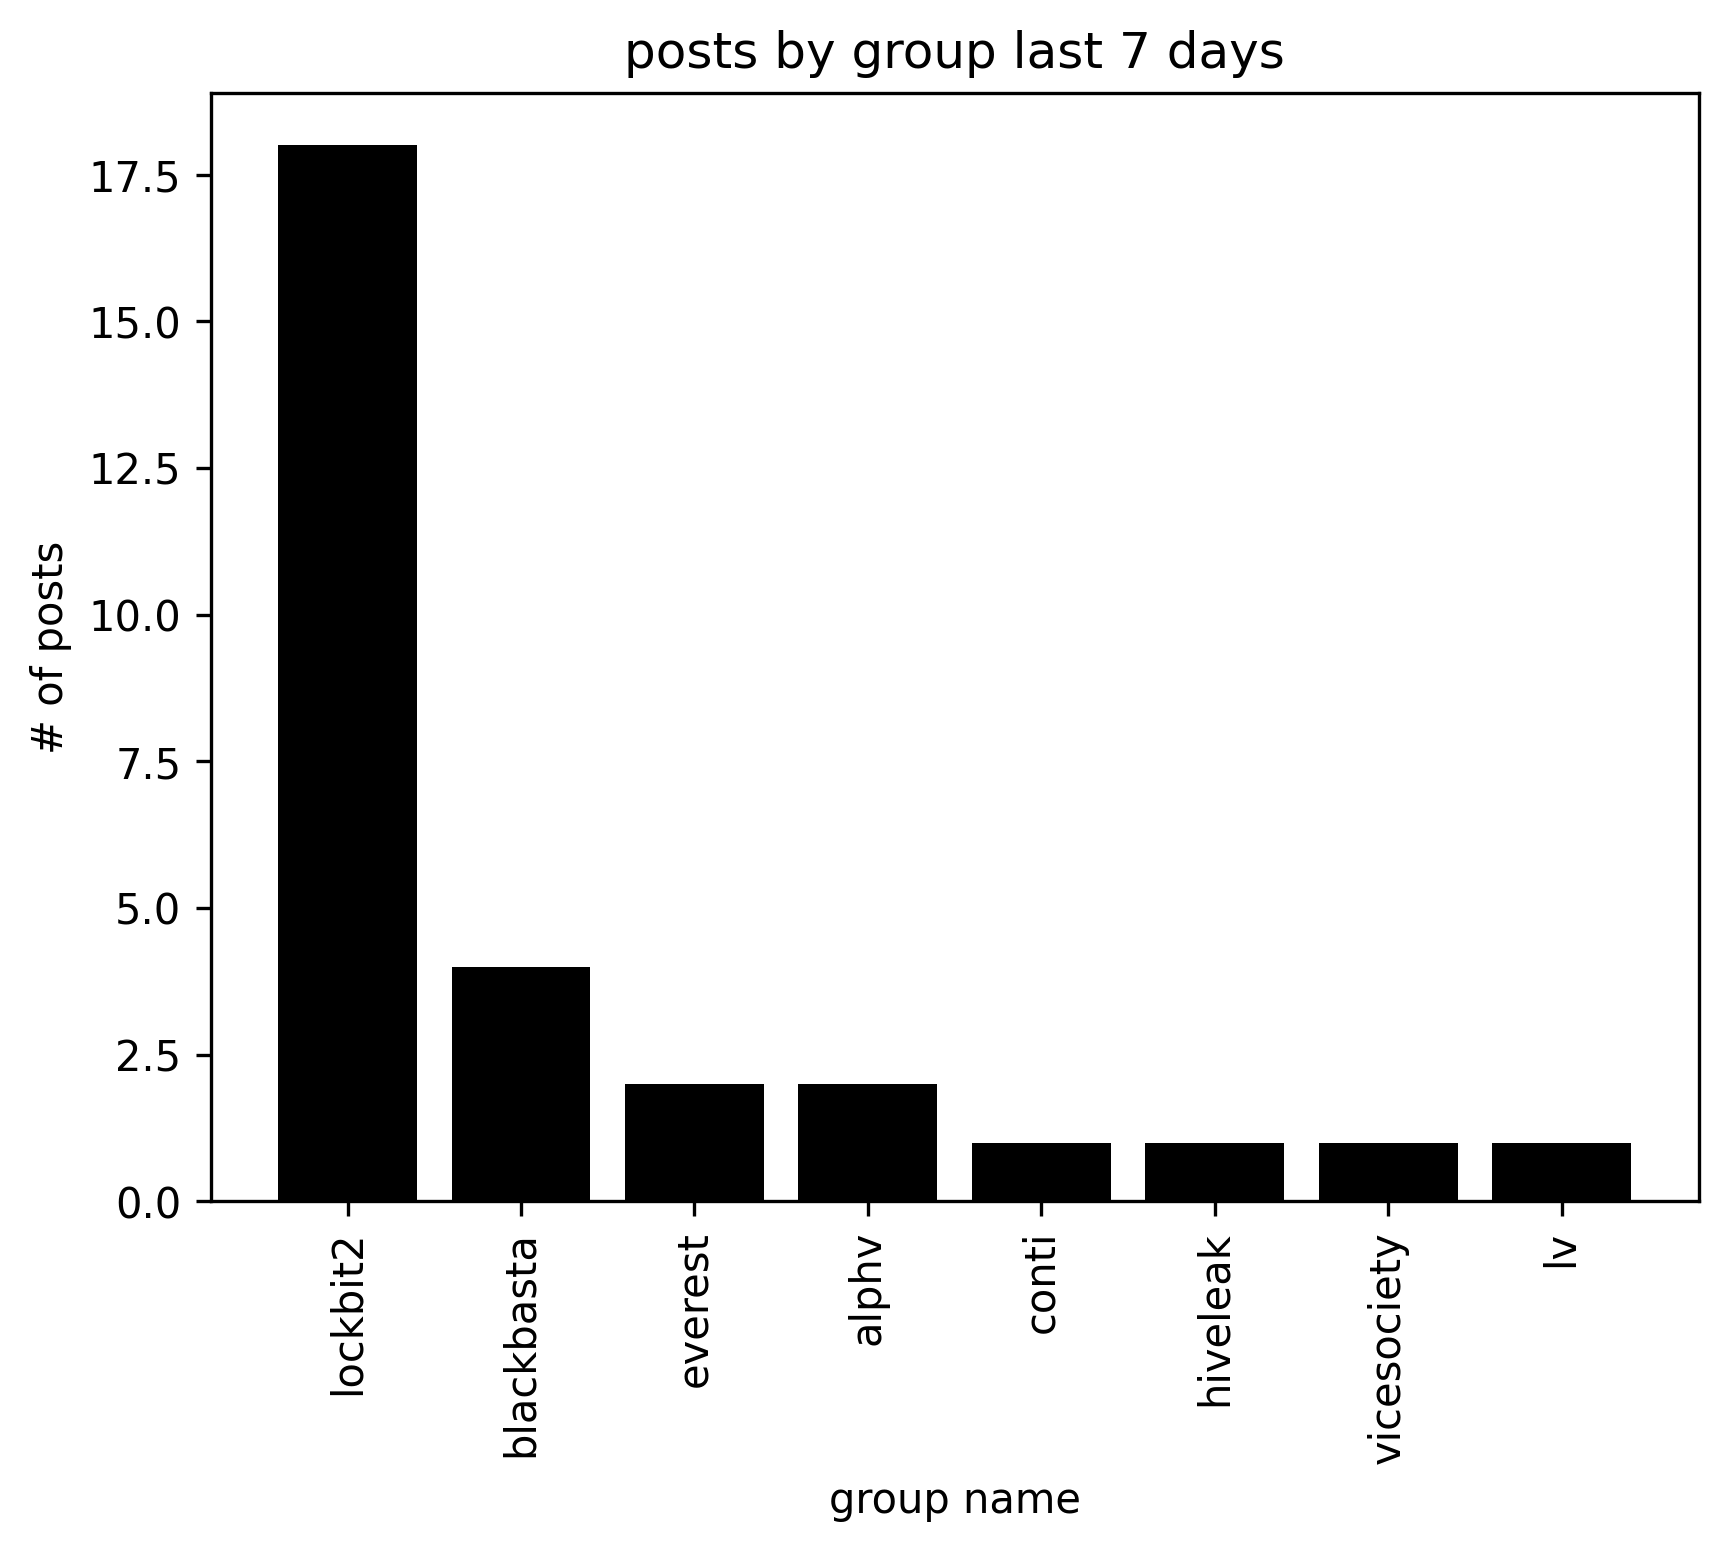 posts by group last 7 days
# of posts
17.5
15.0
12.5
10.0
7.5
5.0
2.5
0.0
lockbit2
blackbasta
everest
alphv
conti
hiveleak
vicesociety
lv
group name